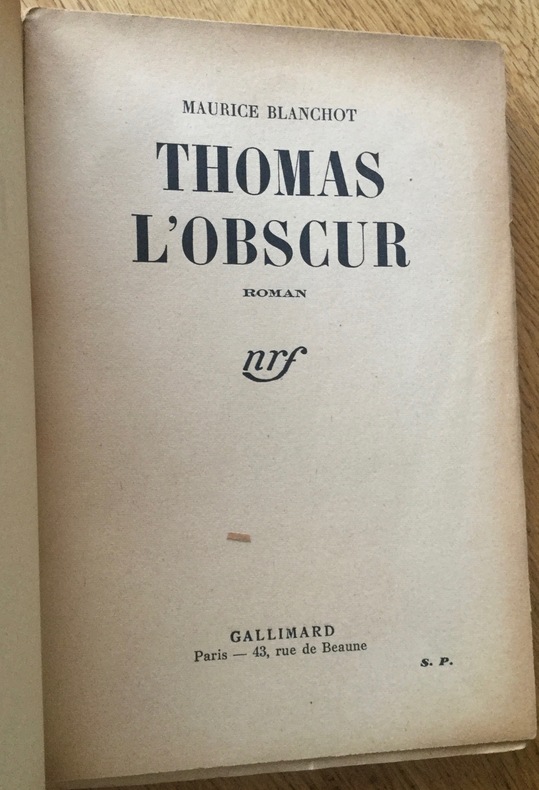 MAURICE BLANCHOT
THOMAS
L'OBSCUR
ROMAN
nrf
GALLIMARD
Paris — 43, rue de Beaune
S. P.